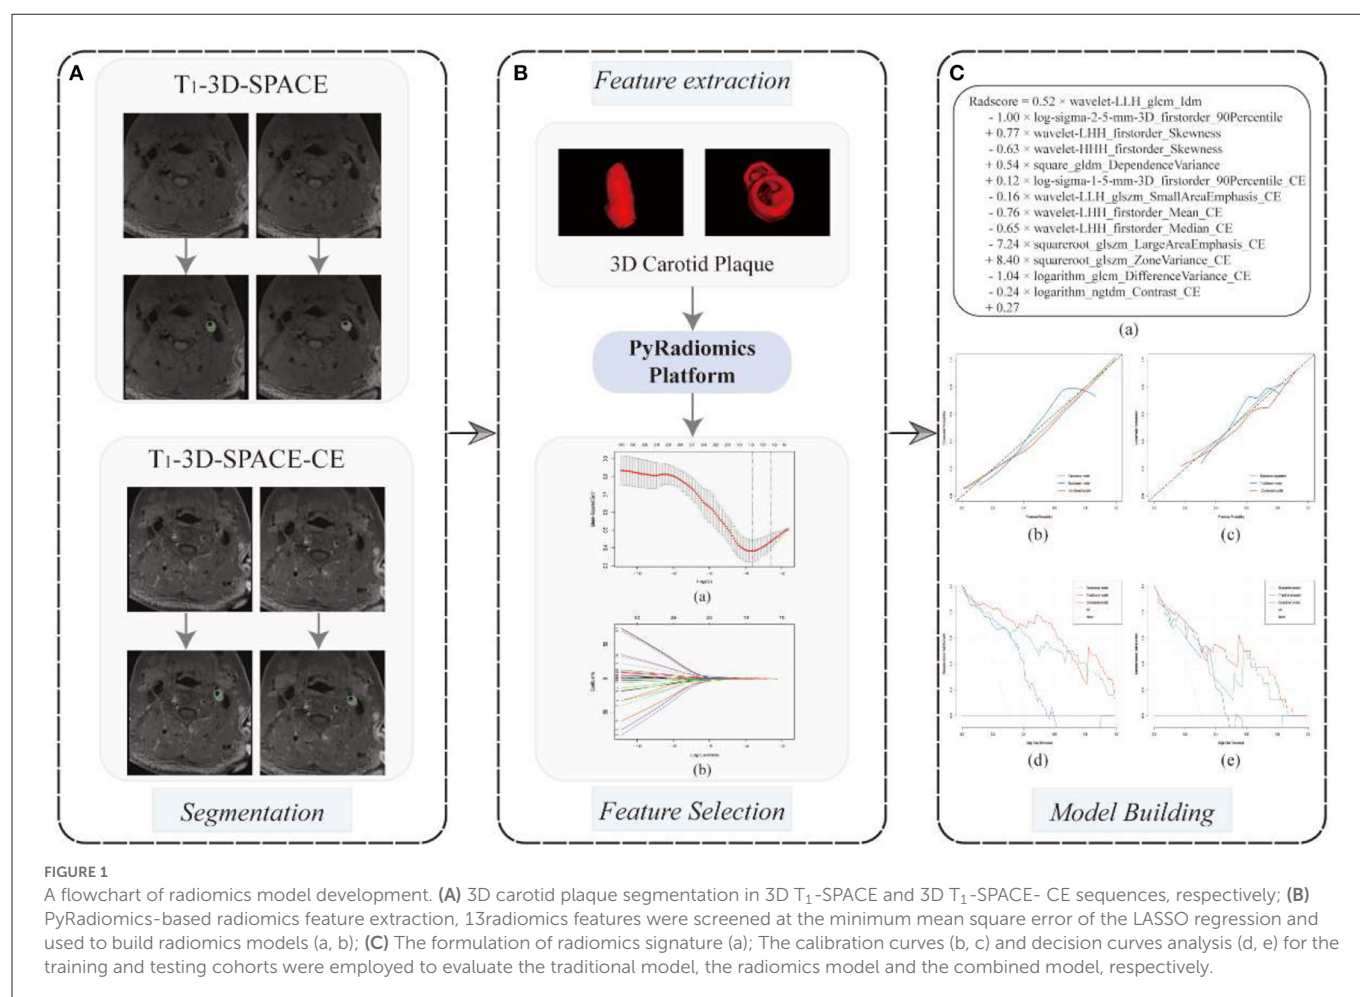 A
T1-3D-SPACE
T1-3D-SPACE-CE
Segmentation
B
Feature extraction
3D Carotid Plaque
PyRadiomics
Platform
(a)
(b)
Feature Selection
C
Radscore = 0.52 × wavelet-LLH_glcm_Idm
- 1.00 × log-sigma-2-5-mm-3D_firstorder_90Percentile
+ 0.77 × wavelet-LHH_firstorder_Skewness
- 0.63 × wavelet-HHH_firstorder_Skewness
+ 0.54 × square_gldm_DependenceVariance
+ 0.12 × log-sigma-1-5-mm-3D_firstorder_90Percentile_CE
- 0.16 × wavelet-LLH_glszm_SmallAreaEmphasis_CE
- 0.76 × wavelet-LHH_firstorder_Mean_CE
- 0.65 × wavelet-LHH_firstorder_Median_CE
- 7.24 × squareroot_glszm_LargeAreaEmphasis_CE
+ 8.40 × squareroot_glszm_ZoneVariance_CE
- 1.04 × logarithm_glcm_DifferenceVariance_CE
- 0.24 × logarithm_ngtdm_Contrast_CE
+ 0.27
(a)
(b)
(c)
(d)
(e)
Model Building
FIGURE 1
A flowchart of radiomics model development. (A) 3D carotid plaque segmentation in 3D T1-SPACE and 3D T1-SPACE- CE sequences, respectively; (B)
PyRadiomics-based radiomics feature extraction, 13radiomics features were screened at the minimum mean square error of the LASSO regression and
used to build radiomics models (a, b); (C) The formulation of radiomics signature (a); The calibration curves (b, c) and decision curves analysis (d, e) for the
training and testing cohorts were employed to evaluate the traditional model, the radiomics model and the combined model, respectively.